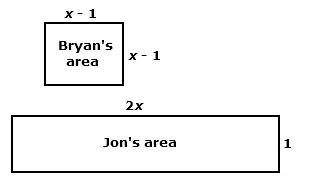 x - 1
Bryan's
area
x - 1
2x
Jon's area
1